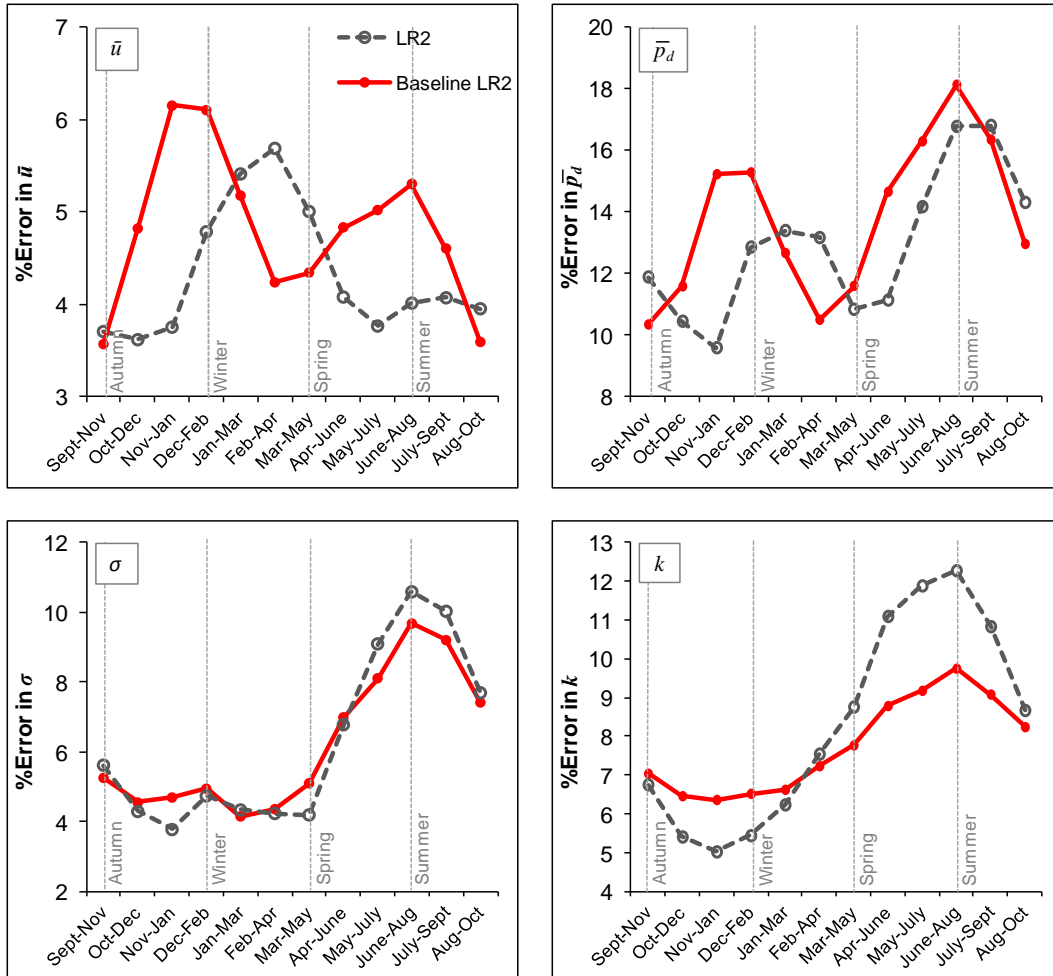 7
6
5
4
3
%Error in ū
ū
LR2
Baseline LR2
Autumn
Winter
Spring
Summer
Sept-Nov
Oct-Dec
Nov-Jan
Dec-Feb
Jan-Mar
Feb-Apr
Mar-May
Apr-June
May-July
June-Aug
July-Sept
Aug-Oct
20
18
16
14
12
10
8
%Error in p̅d
p̅d
Autumn
Winter
Spring
Summer
Sept-Nov
Oct-Dec
Nov-Jan
Dec-Feb
Jan-Mar
Feb-Apr
Mar-May
Apr-June
May-July
June-Aug
July-Sept
Aug-Oct
12
10
8
6
4
2
%Error in σ
σ
Autumn
Winter
Spring
Summer
Sept-Nov
Oct-Dec
Nov-Jan
Dec-Feb
Jan-Mar
Feb-Apr
Mar-May
Apr-June
May-July
June-Aug
July-Sept
Aug-Oct
13
12
11
10
9
8
7
6
5
4
%Error in k
k
Autumn
Winter
Spring
Summer
Sept-Nov
Oct-Dec
Nov-Jan
Dec-Feb
Jan-Mar
Feb-Apr
Mar-May
Apr-June
May-July
June-Aug
July-Sept
Aug-Oct